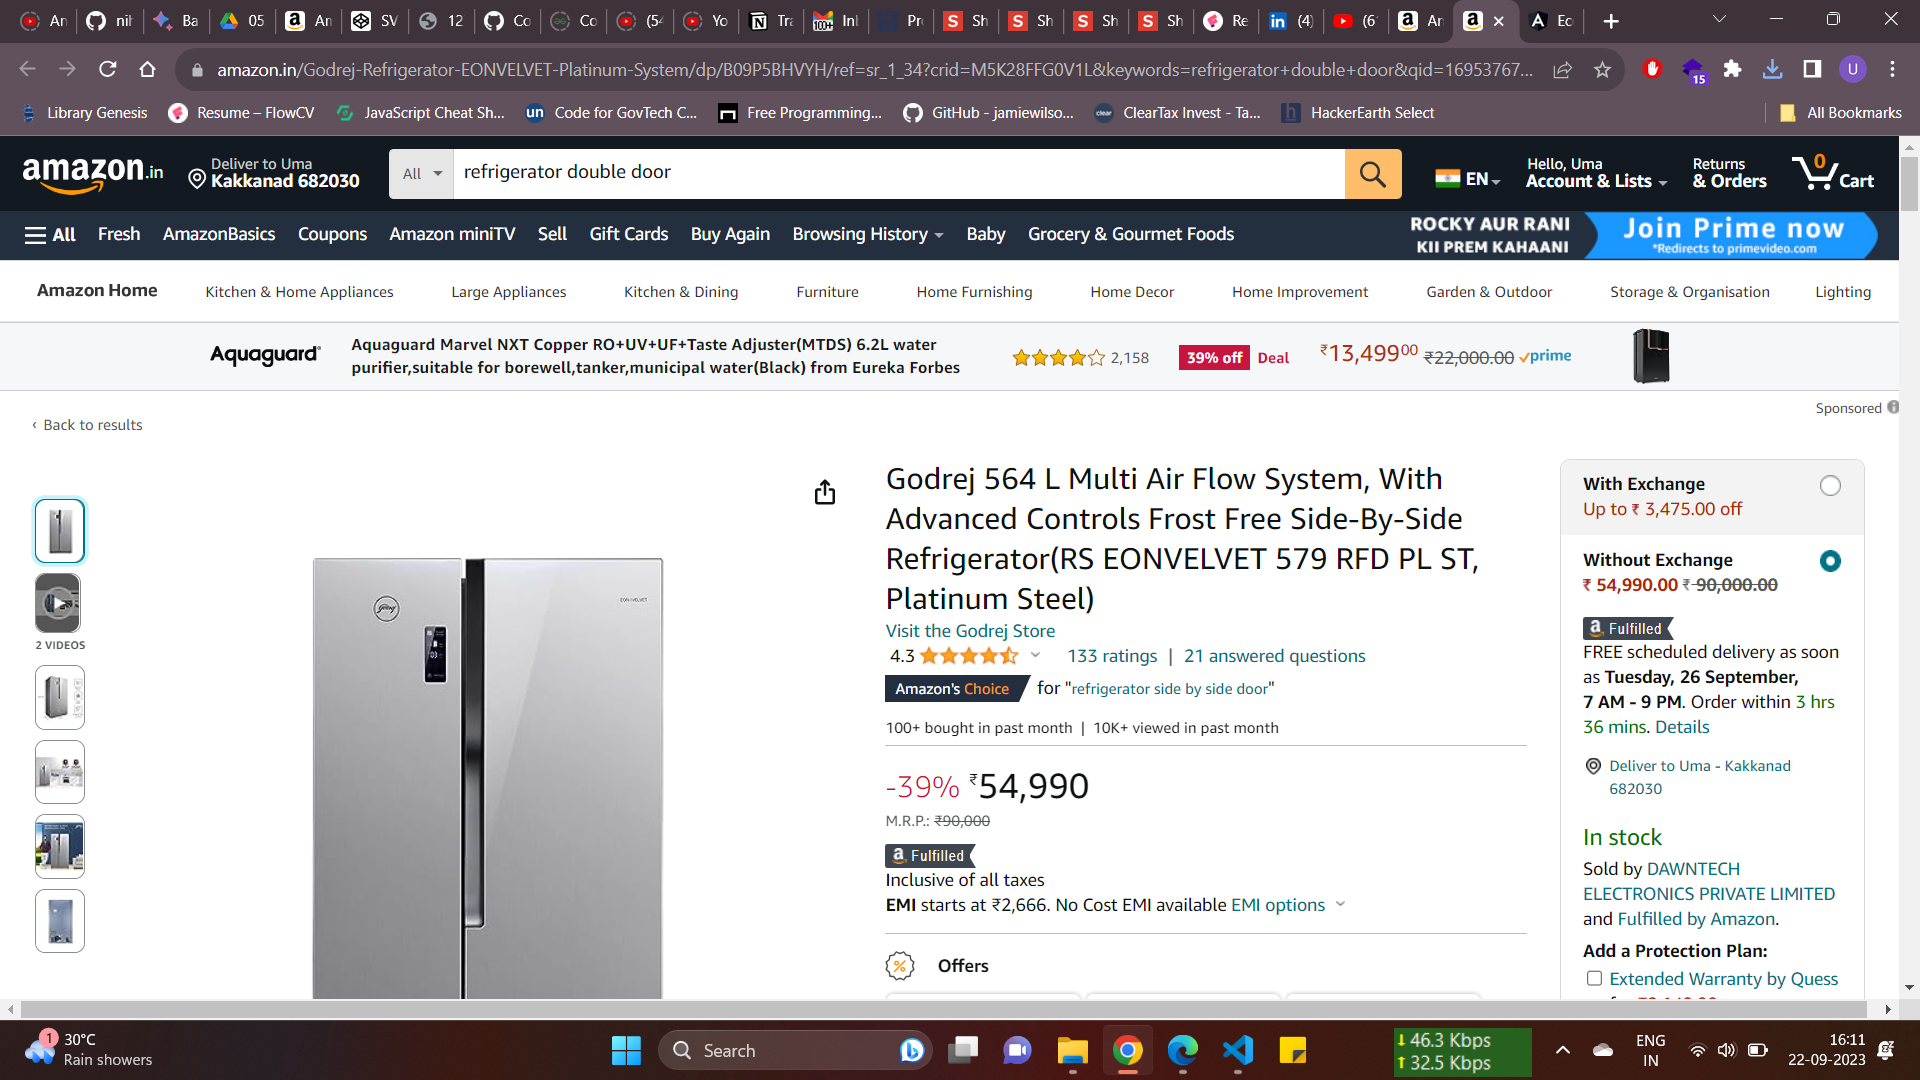 An
nih
Ba
05
An
SV
12
Co
Co
(54
Yo
Tra
100+
Inl
Pro
Sh
Sh
Sh
Sh
Re
(4)
(6
An
Ec
amazon.in/Godrej-Refrigerator-EONVELVET-Platinum-System/dp/B09P5BHVYH/ref=sr_1_34?crid=M5K28FFG0V1L&keywords=refrigerator+double+door&qid=16953767...
15
U
Library Genesis
Resume – FlowCV
JavaScript Cheat Sh...
un Code for GovTech C...
Free Programming...
GitHub - jamiewilso...
clear ClearTax Invest - Ta...
h HackerEarth Select
All Bookmarks
amazon.in
Deliver to Uma
Kakkanad 682030
All
refrigerator double door
EN
Hello, Uma
Account & Lists
Returns
& Orders
0
Cart
All
Fresh
AmazonBasics
Coupons
Amazon miniTV
Sell
Gift Cards
Buy Again
Browsing History
Baby
Grocery & Gourmet Foods
ROCKY AUR RANI
KII PREM KAHAANI
Join Prime now
*Redirects to primevideo.com
Amazon Home
Kitchen & Home Appliances
Large Appliances
Kitchen & Dining
Furniture
Home Furnishing
Home Decor
Home Improvement
Garden & Outdoor
Storage & Organisation
Lighting
Aquaguard
Aquaguard Marvel NXT Copper RO+UV+UF+Taste Adjuster(MTDS) 6.2L water
purifier,suitable for borewell,tanker,municipal water(Black) from Eureka Forbes
2,158
39% off
Deal
₹13,49900
₹22,000.00
prime
Sponsored
‹ Back to results
2 VIDEOS
Godrej
EON VELVET
Godrej 564 L Multi Air Flow System, With
Advanced Controls Frost Free Side-By-Side
Refrigerator(RS EONVELVET 579 RFD PL ST,
Platinum Steel)
Visit the Godrej Store
4.3
133 ratings | 21 answered questions
Amazon's Choice for "refrigerator side by side door"
100+ bought in past month | 10K+ viewed in past month
-39% ₹54,990
M.R.P.: ₹90,000
a Fulfilled
Inclusive of all taxes
EMI starts at ₹2,666. No Cost EMI available EMI options
Offers
With Exchange
Up to ₹ 3,475.00 off
Without Exchange
₹ 54,990.00 ₹ 90,000.00
a Fulfilled
FREE scheduled delivery as soon
as Tuesday, 26 September,
7 AM - 9 PM. Order within 3 hrs
36 mins. Details
Deliver to Uma - Kakkanad
682030
In stock
Sold by DAWNTECH
ELECTRONICS PRIVATE LIMITED
and Fulfilled by Amazon.
Add a Protection Plan:
Extended Warranty by Quess
1
30°C
Rain showers
Search
46.3 Kbps
32.5 Kbps
ENG
IN
16:11
22-09-2023